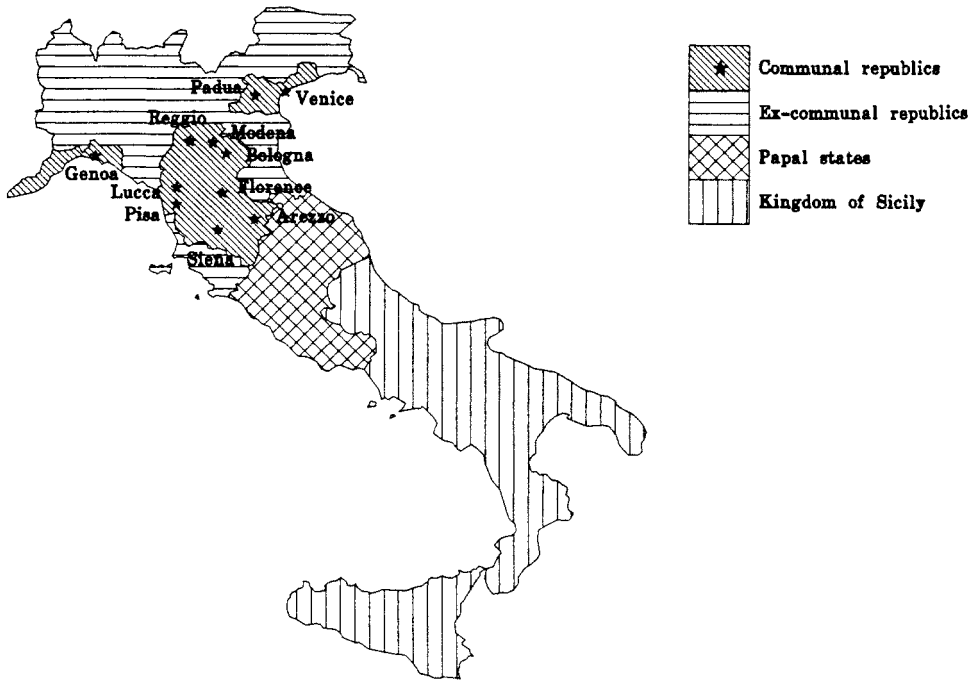 Padua
Venice
Reggio
Modena
Bologna
Genoa
Lucca
Florence
Pisa
Arezzo
Siena
Communal republics
Ex-communal republics
Papal states
Kingdom of Sicily